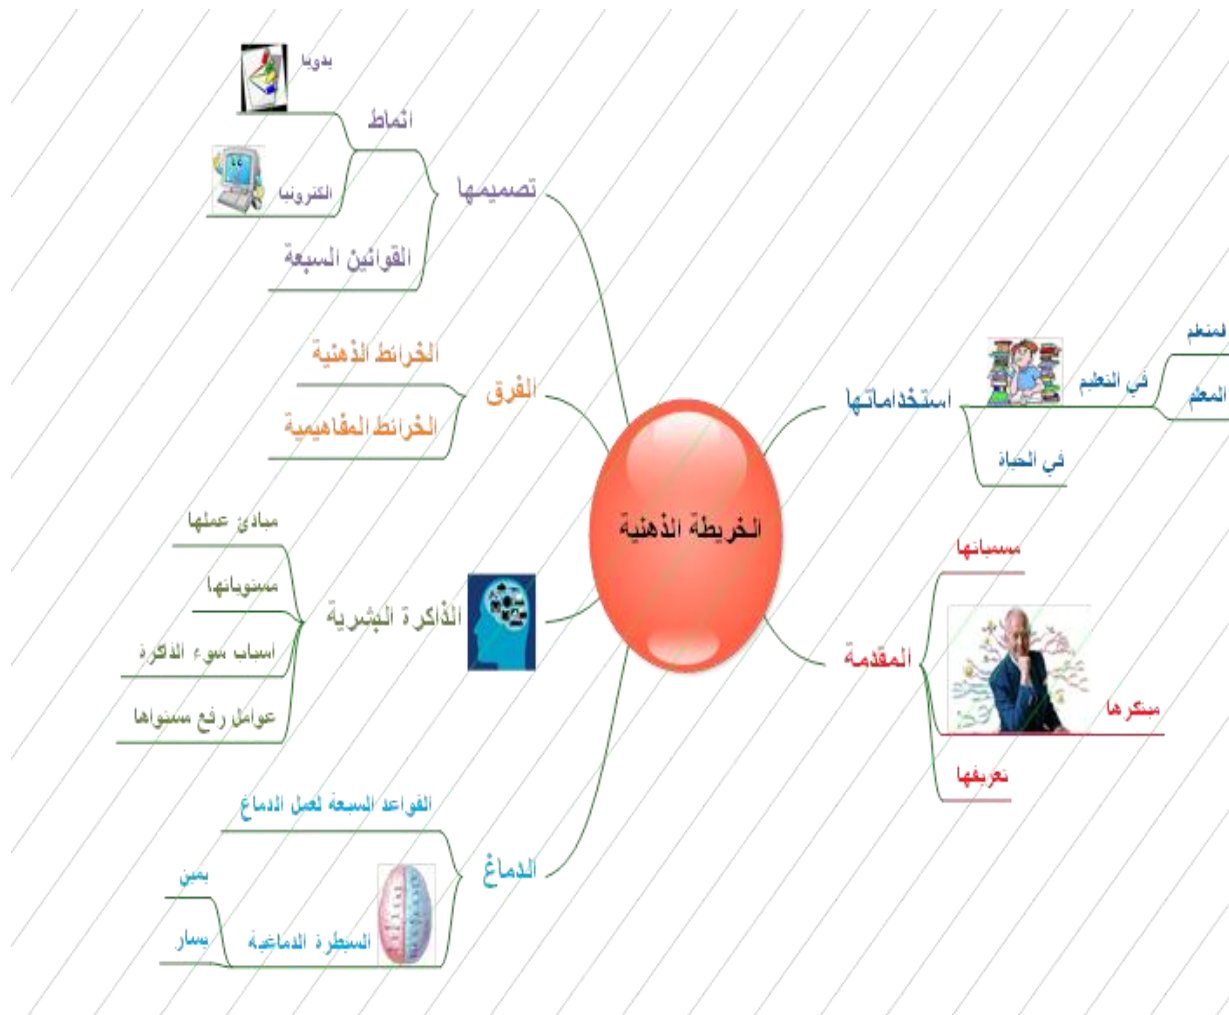 الخريطة الذهنية
استخداماتها
في التعليم
المتعلم
المعلم
في الحياة
المقدمة
مسمياتها
مبتكرها
تعريفها
تصميمها
انماط
يدويا
الكترونيا
القوانين السبعة
الفرق
الخرائط الذهنية
الخرائط المفاهيمية
الذاكرة البشرية
مبادئ عملها
مستوياتها
اسباب سوء الذاكرة
عوامل رفع مستواها
الدماغ
القواعد السبعة لعمل الدماغ
السيطرة الدماغية
يمين
يسار